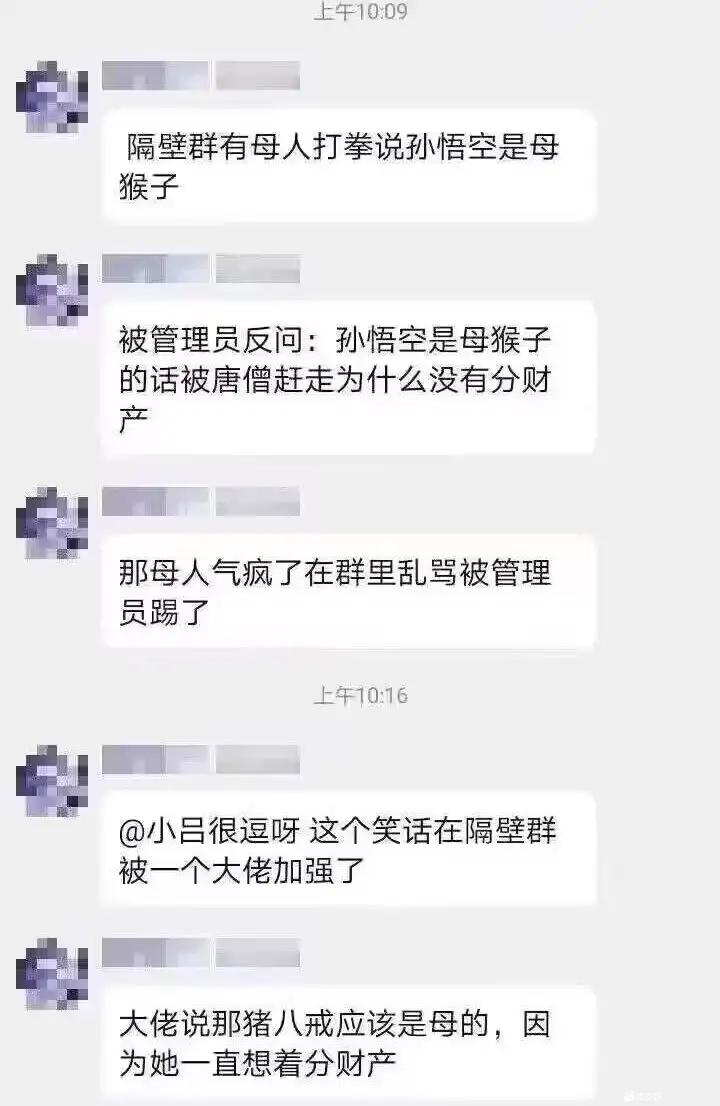 上午10:09
隔壁群有母人打拳说孙悟空是母
猴子
被管理员反问：孙悟空是母猴子
的话被唐僧赶走为什么没有分财
产
那母人气疯了在群里乱骂被管理
员踢了
上午10:16
@小吕很逗呀 这个笑话在隔壁群
被一个大佬加强了
大佬说那猪八戒应该是母的，因
为她一直想着分财产